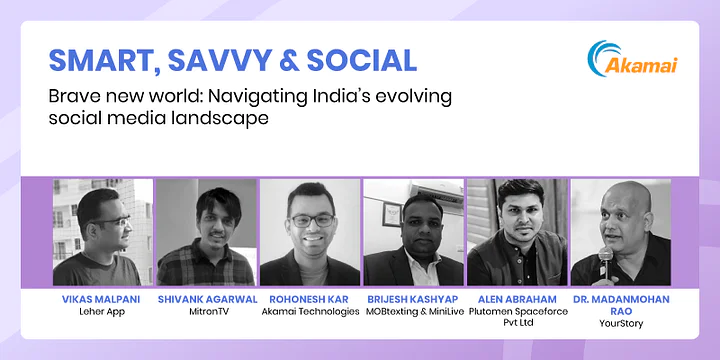 SMART, SAVVY & SOCIAL
Akamai
Brave new world: Navigating India's evolving
social media landscape
VIKAS MALPANI
Leher App
SHIVANK AGARWAL
MitronTV
ROHONESH KAR
Akamai Technologies
BRIJESH KASHYAP
MOBtexting & MiniLive
ALEN ABRAHAM
Plutomen Spaceforce
Pvt Ltd
DR. MADANMOHAN
RAO
YourStory